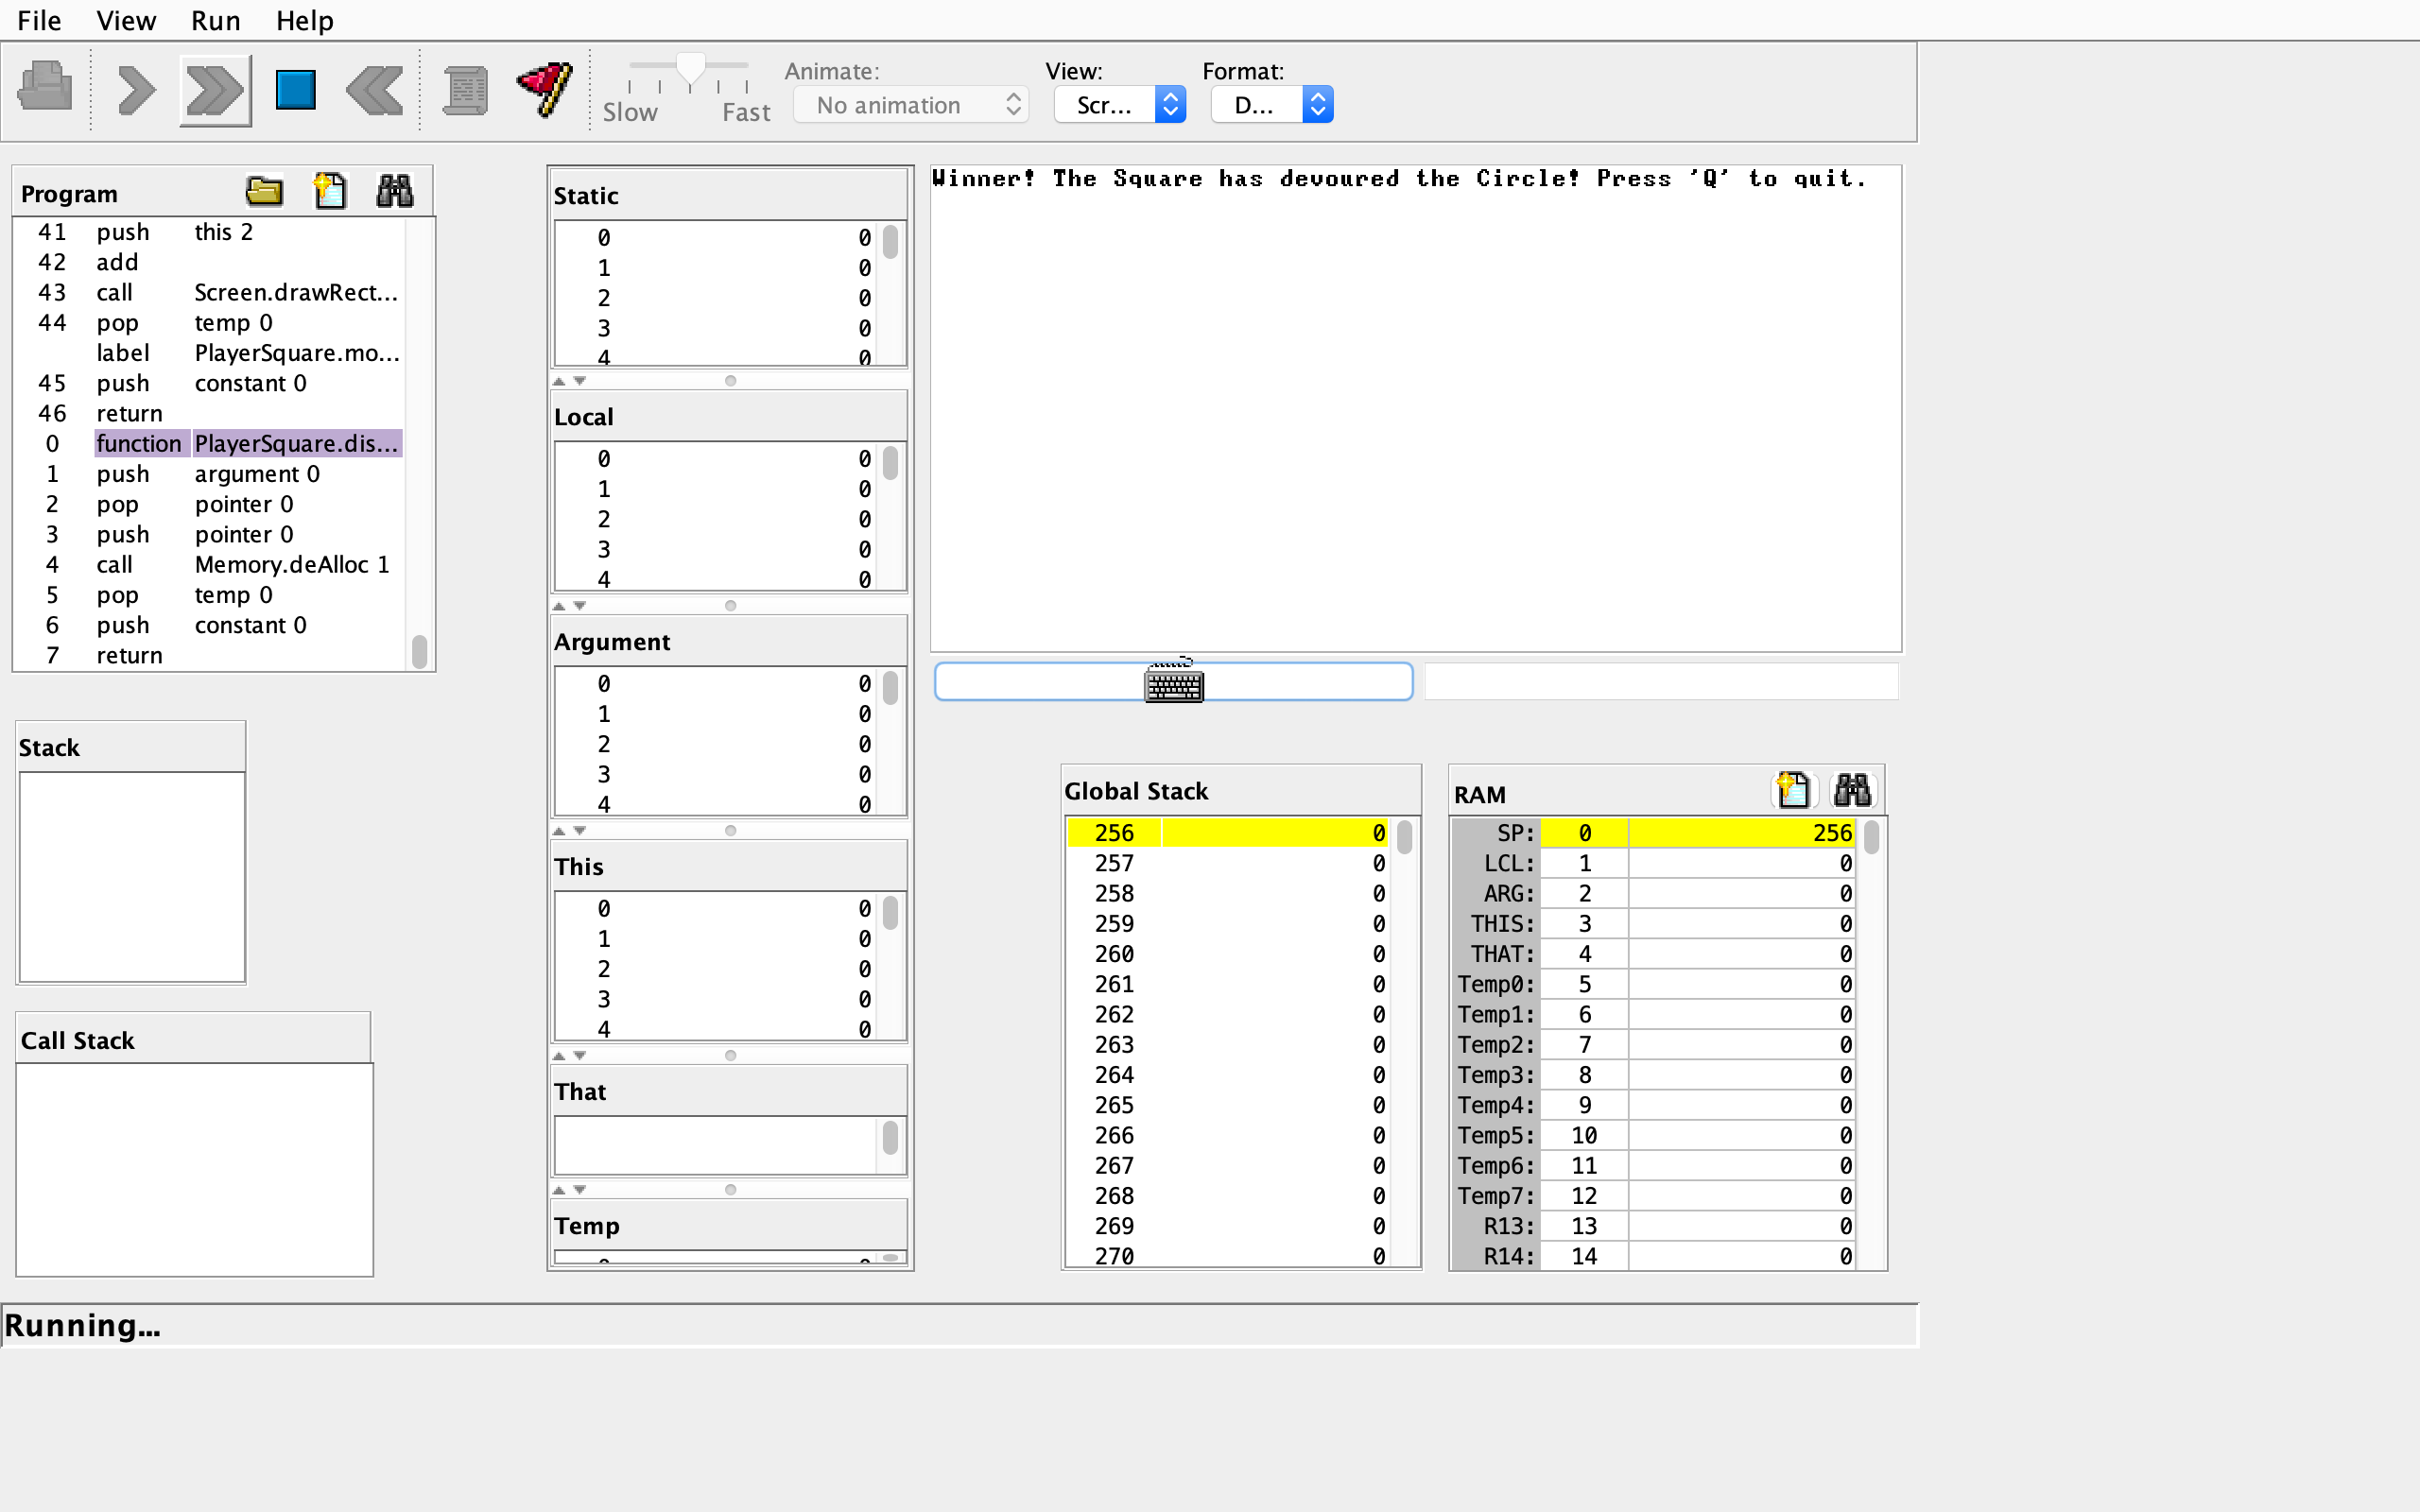 File View Run Help
Animate: View: Format:
Slow Fast No animation Scr... D...
Program
41 push this 2
42 add
43 call Screen.drawRect...
44 pop temp 0
label PlayerSquare.mo...
45 push constant 0
46 return
0 function PlayerSquare.dis...
1 push argument 0
2 pop pointer 0
3 push pointer 0
4 call Memory.deAlloc 1
5 pop temp 0
6 push constant 0
7 return
Stack
Call Stack
Static
0 0
1 0
2 0
3 0
4 0
Local
0 0
1 0
2 0
3 0
4 0
Argument
0 0
1 0
2 0
3 0
4 0
This
0 0
1 0
2 0
3 0
4 0
That
Temp
Winner! The Square has devoured the Circle! Press 'Q' to quit.
Global Stack
256 0
257 0
258 0
259 0
260 0
261 0
262 0
263 0
264 0
265 0
266 0
267 0
268 0
269 0
270 0
RAM
SP: 0 256
LCL: 1 0
ARG: 2 0
THIS: 3 0
THAT: 4 0
Temp0: 5 0
Temp1: 6 0
Temp2: 7 0
Temp3: 8 0
Temp4: 9 0
Temp5: 10 0
Temp6: 11 0
Temp7: 12 0
R13: 13 0
R14: 14 0
Running...